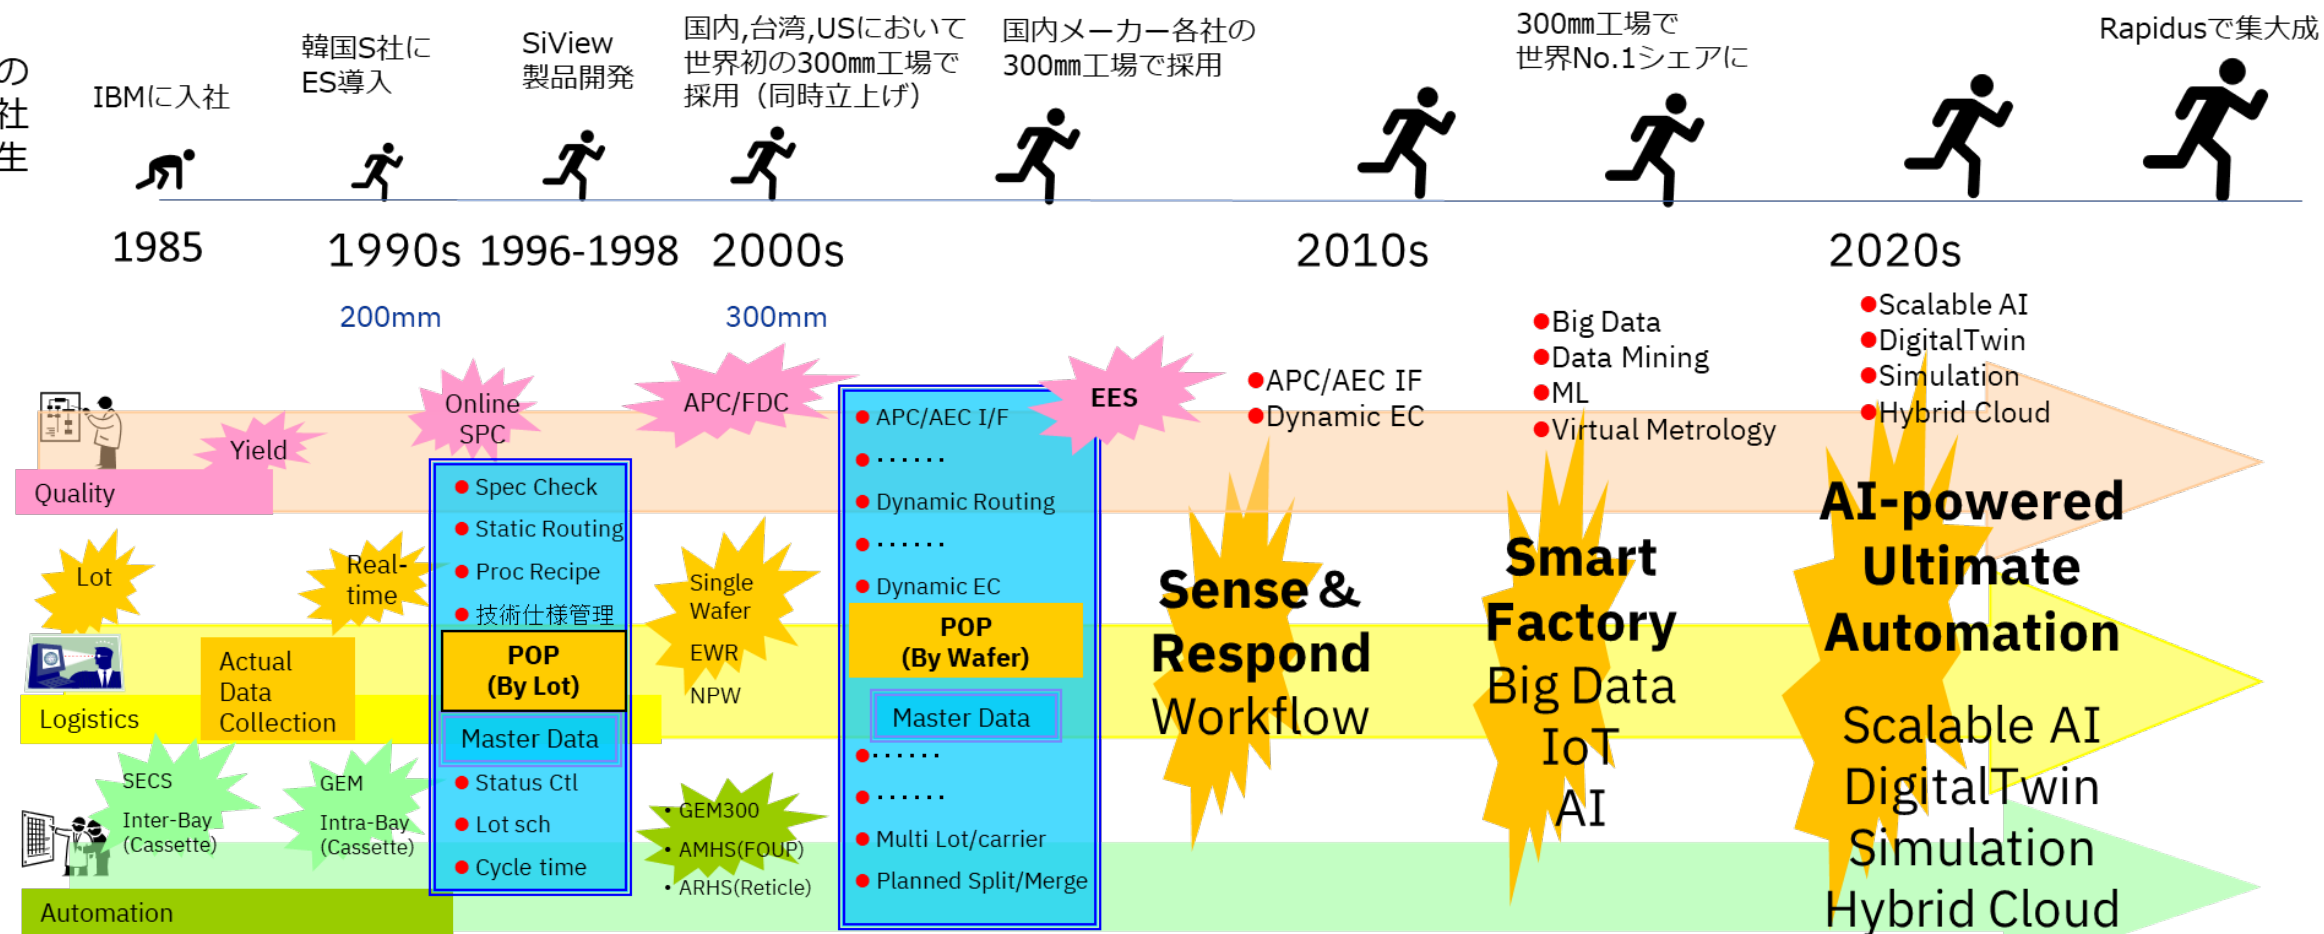 の
社
生
IBMに入社
韓国S社に
ES導入
SiView
製品開発
国内,台湾,USにおいて
世界初の300㎜工場で
採用（同時立上げ）
国内メーカー各社の
300㎜工場で採用
300㎜工場で
世界No.1シェアに
Rapidusで集大成
1985
1990s
1996-1998
2000s
2010s
2020s
200mm
300mm
Quality
Yield
Online
SPC
APC/FDC
EES
●APC/AEC IF
●Dynamic EC
●Big Data
●Data Mining
●ML
●Virtual Metrology
●Scalable AI
●DigitalTwin
●Simulation
●Hybrid Cloud
Lot
Real-
time
Logistics
Actual
Data
Collection
SECS
Inter-Bay
(Cassette)
GEM
Intra-Bay
(Cassette)
Automation
● Spec Check
● Static Routing
● Proc Recipe
● 技術仕様管理
POP
(By Lot)
Master Data
● Status Ctl
● Lot sch
● Cycle time
Single
Wafer
EWR
NPW
• GEM300
• AMHS(FOUP)
• ARHS(Reticle)
● APC/AEC I/F
● ‥‥‥
● Dynamic Routing
● ‥‥‥
● Dynamic EC
POP
(By Wafer)
Master Data
●‥‥‥
● ‥‥‥
● Multi Lot/carrier
● Planned Split/Merge
Sense＆
Respond
Workflow
Smart
Factory
Big Data
IoT
AI
AI-powered
Ultimate
Automation
Scalable AI
DigitalTwin
Simulation
Hybrid Cloud